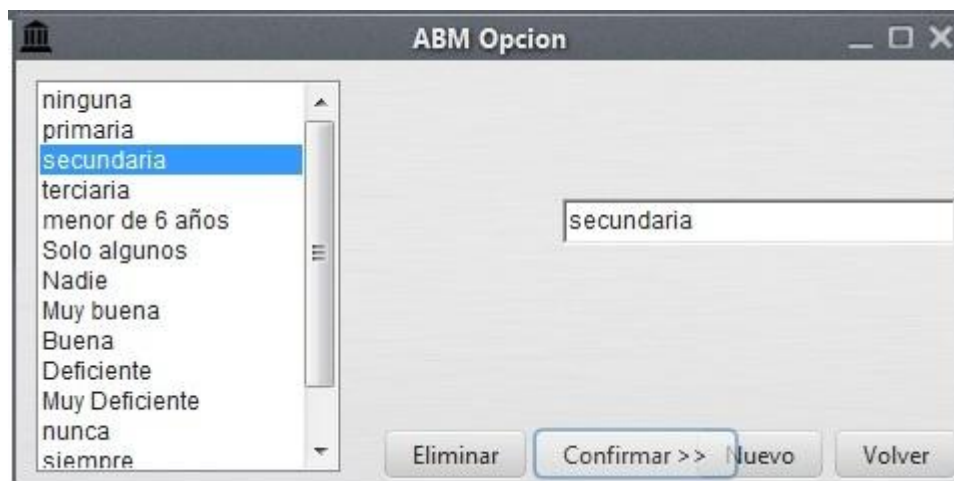 ABM Opcion
ninguna
primaria
secundaria
terciaria
menor de 6 años
Solo algunos
Nadie
Muy buena
Buena
Deficiente
Muy Deficiente
nunca
siempre
secundaria
Eliminar Confirmar >> Nuevo Volver